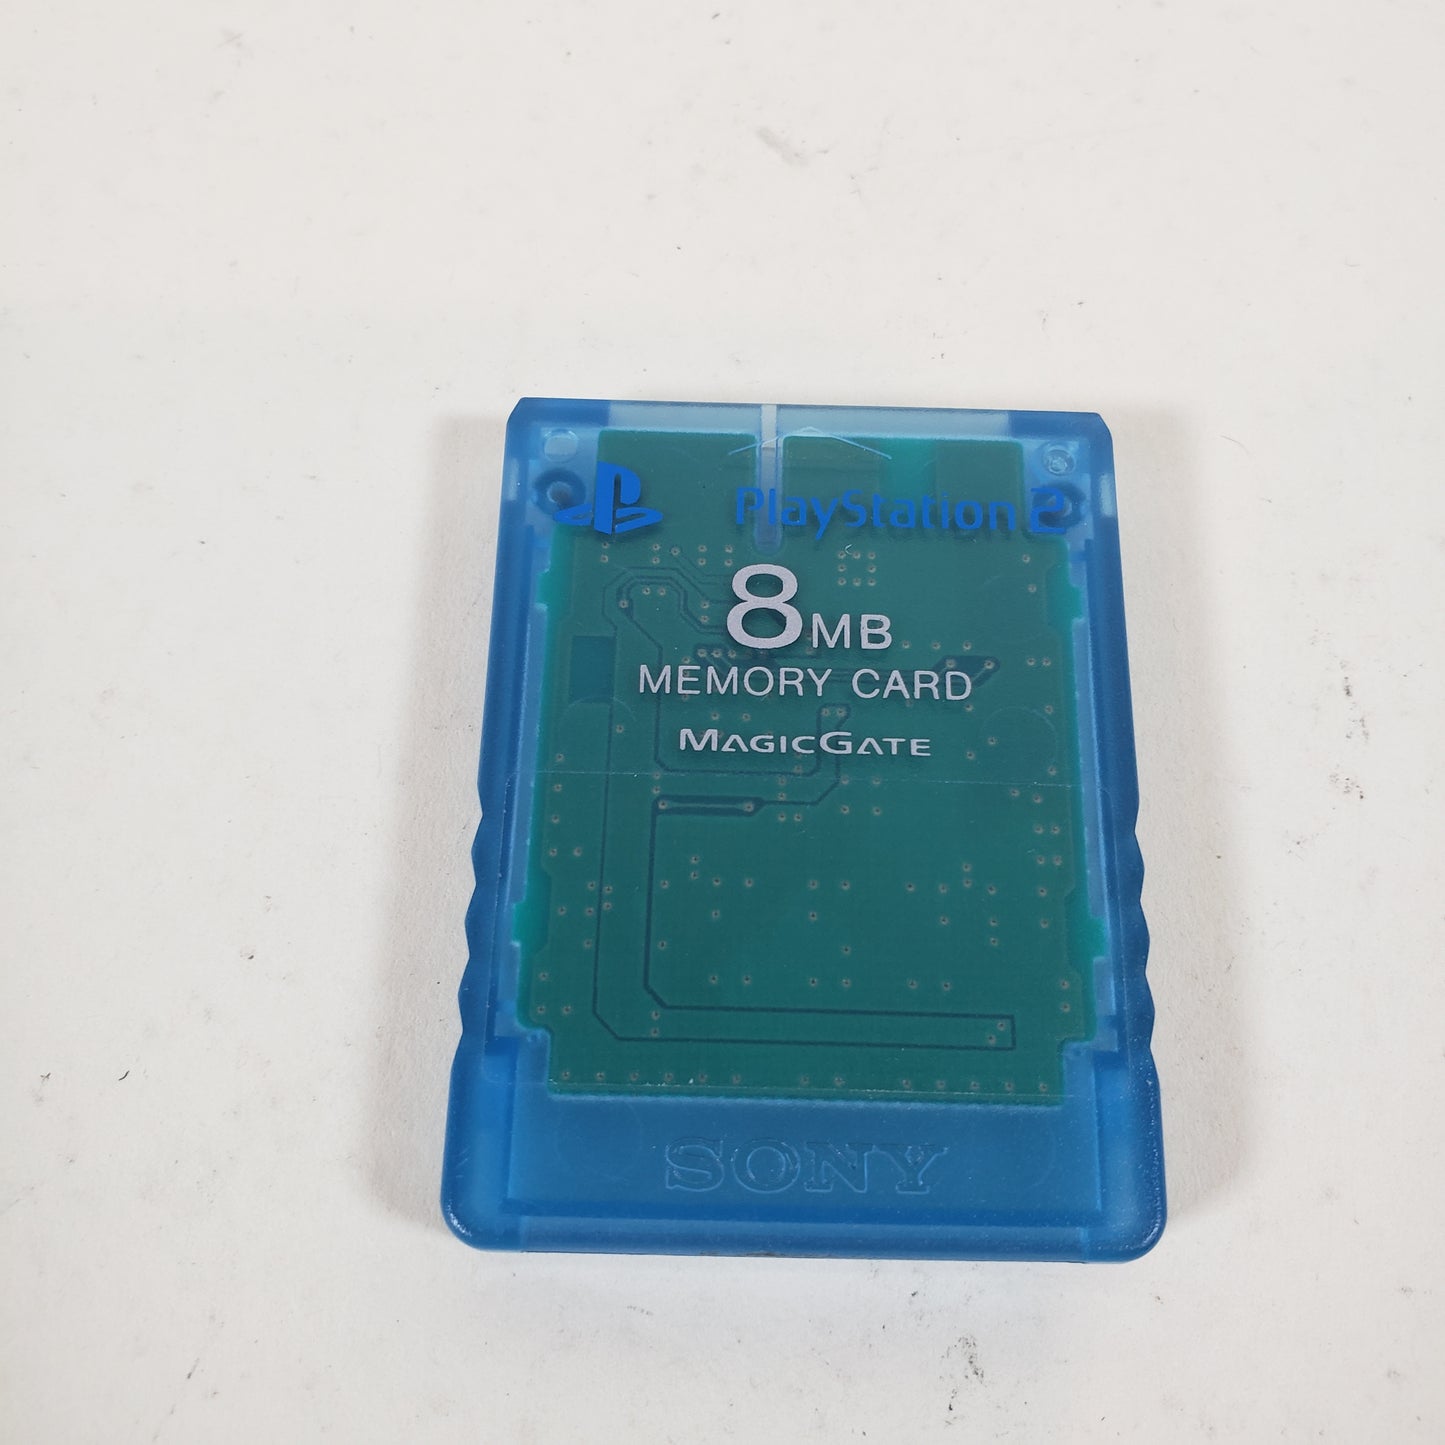 PlayStation 2
8MB
MEMORY CARD
MAGICGATE
SONY